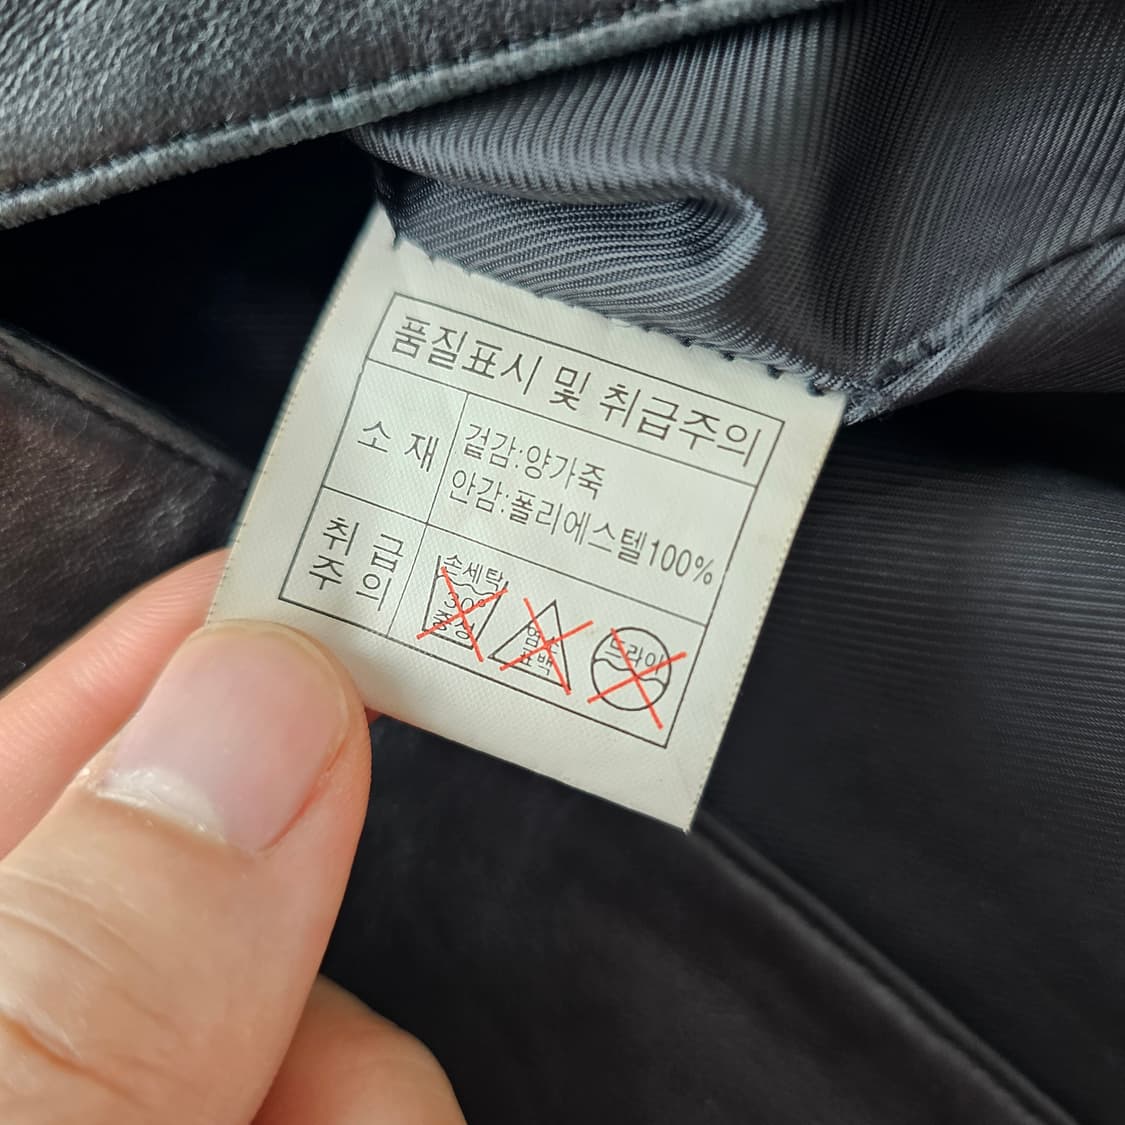 품질표시 및 취급주의
소 재
겉감:양가죽
안감:폴리에스텔100%
취 급
주 의
손세탁
30°
중성
염소
표백
드라이